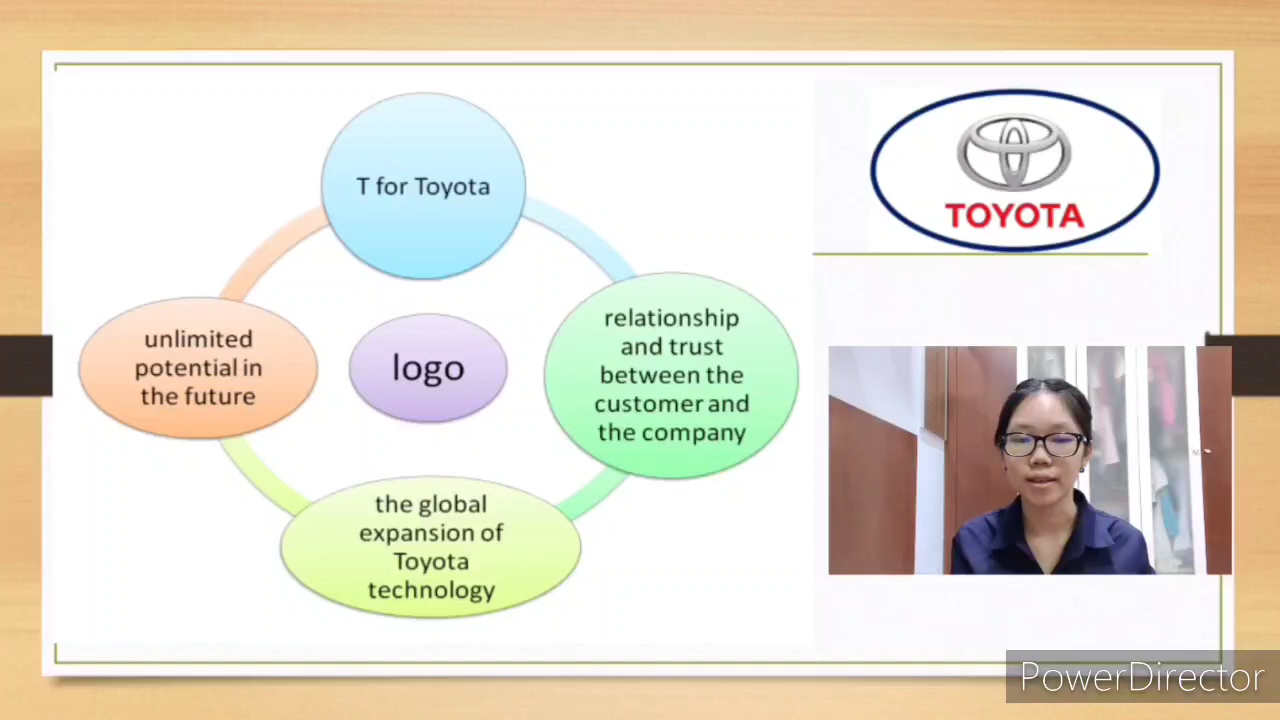 T for Toyota
unlimited
potential in
the future
logo
relationship
and trust
between the
customer and
the company
the global
expansion of
Toyota
technology
TOYOTA
PowerDirector